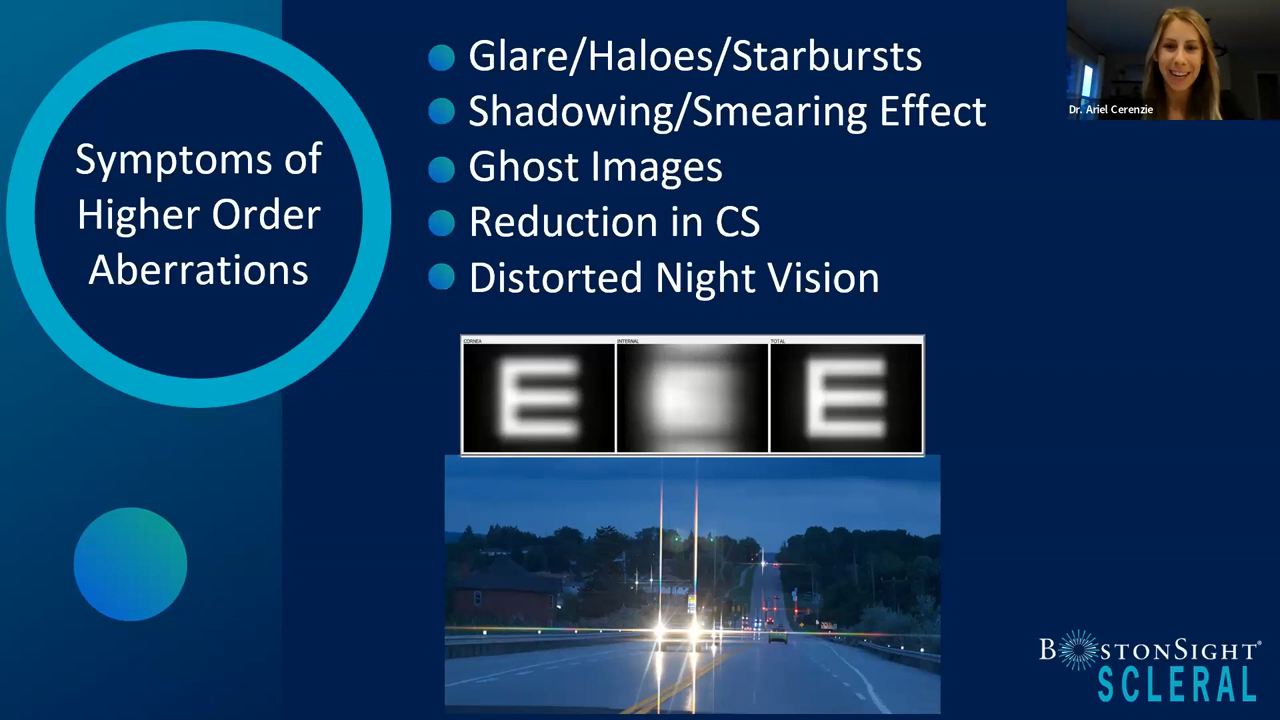 Symptoms of
Higher Order
Aberrations
Glare/Haloes/Starbursts
Shadowing/Smearing Effect
Ghost Images
Reduction in CS
Distorted Night Vision
Dr. Ariel Cerenzie
CORNEA INTERNAL TOTAL
E E E
BOSTONSIGHT®
SCLERAL